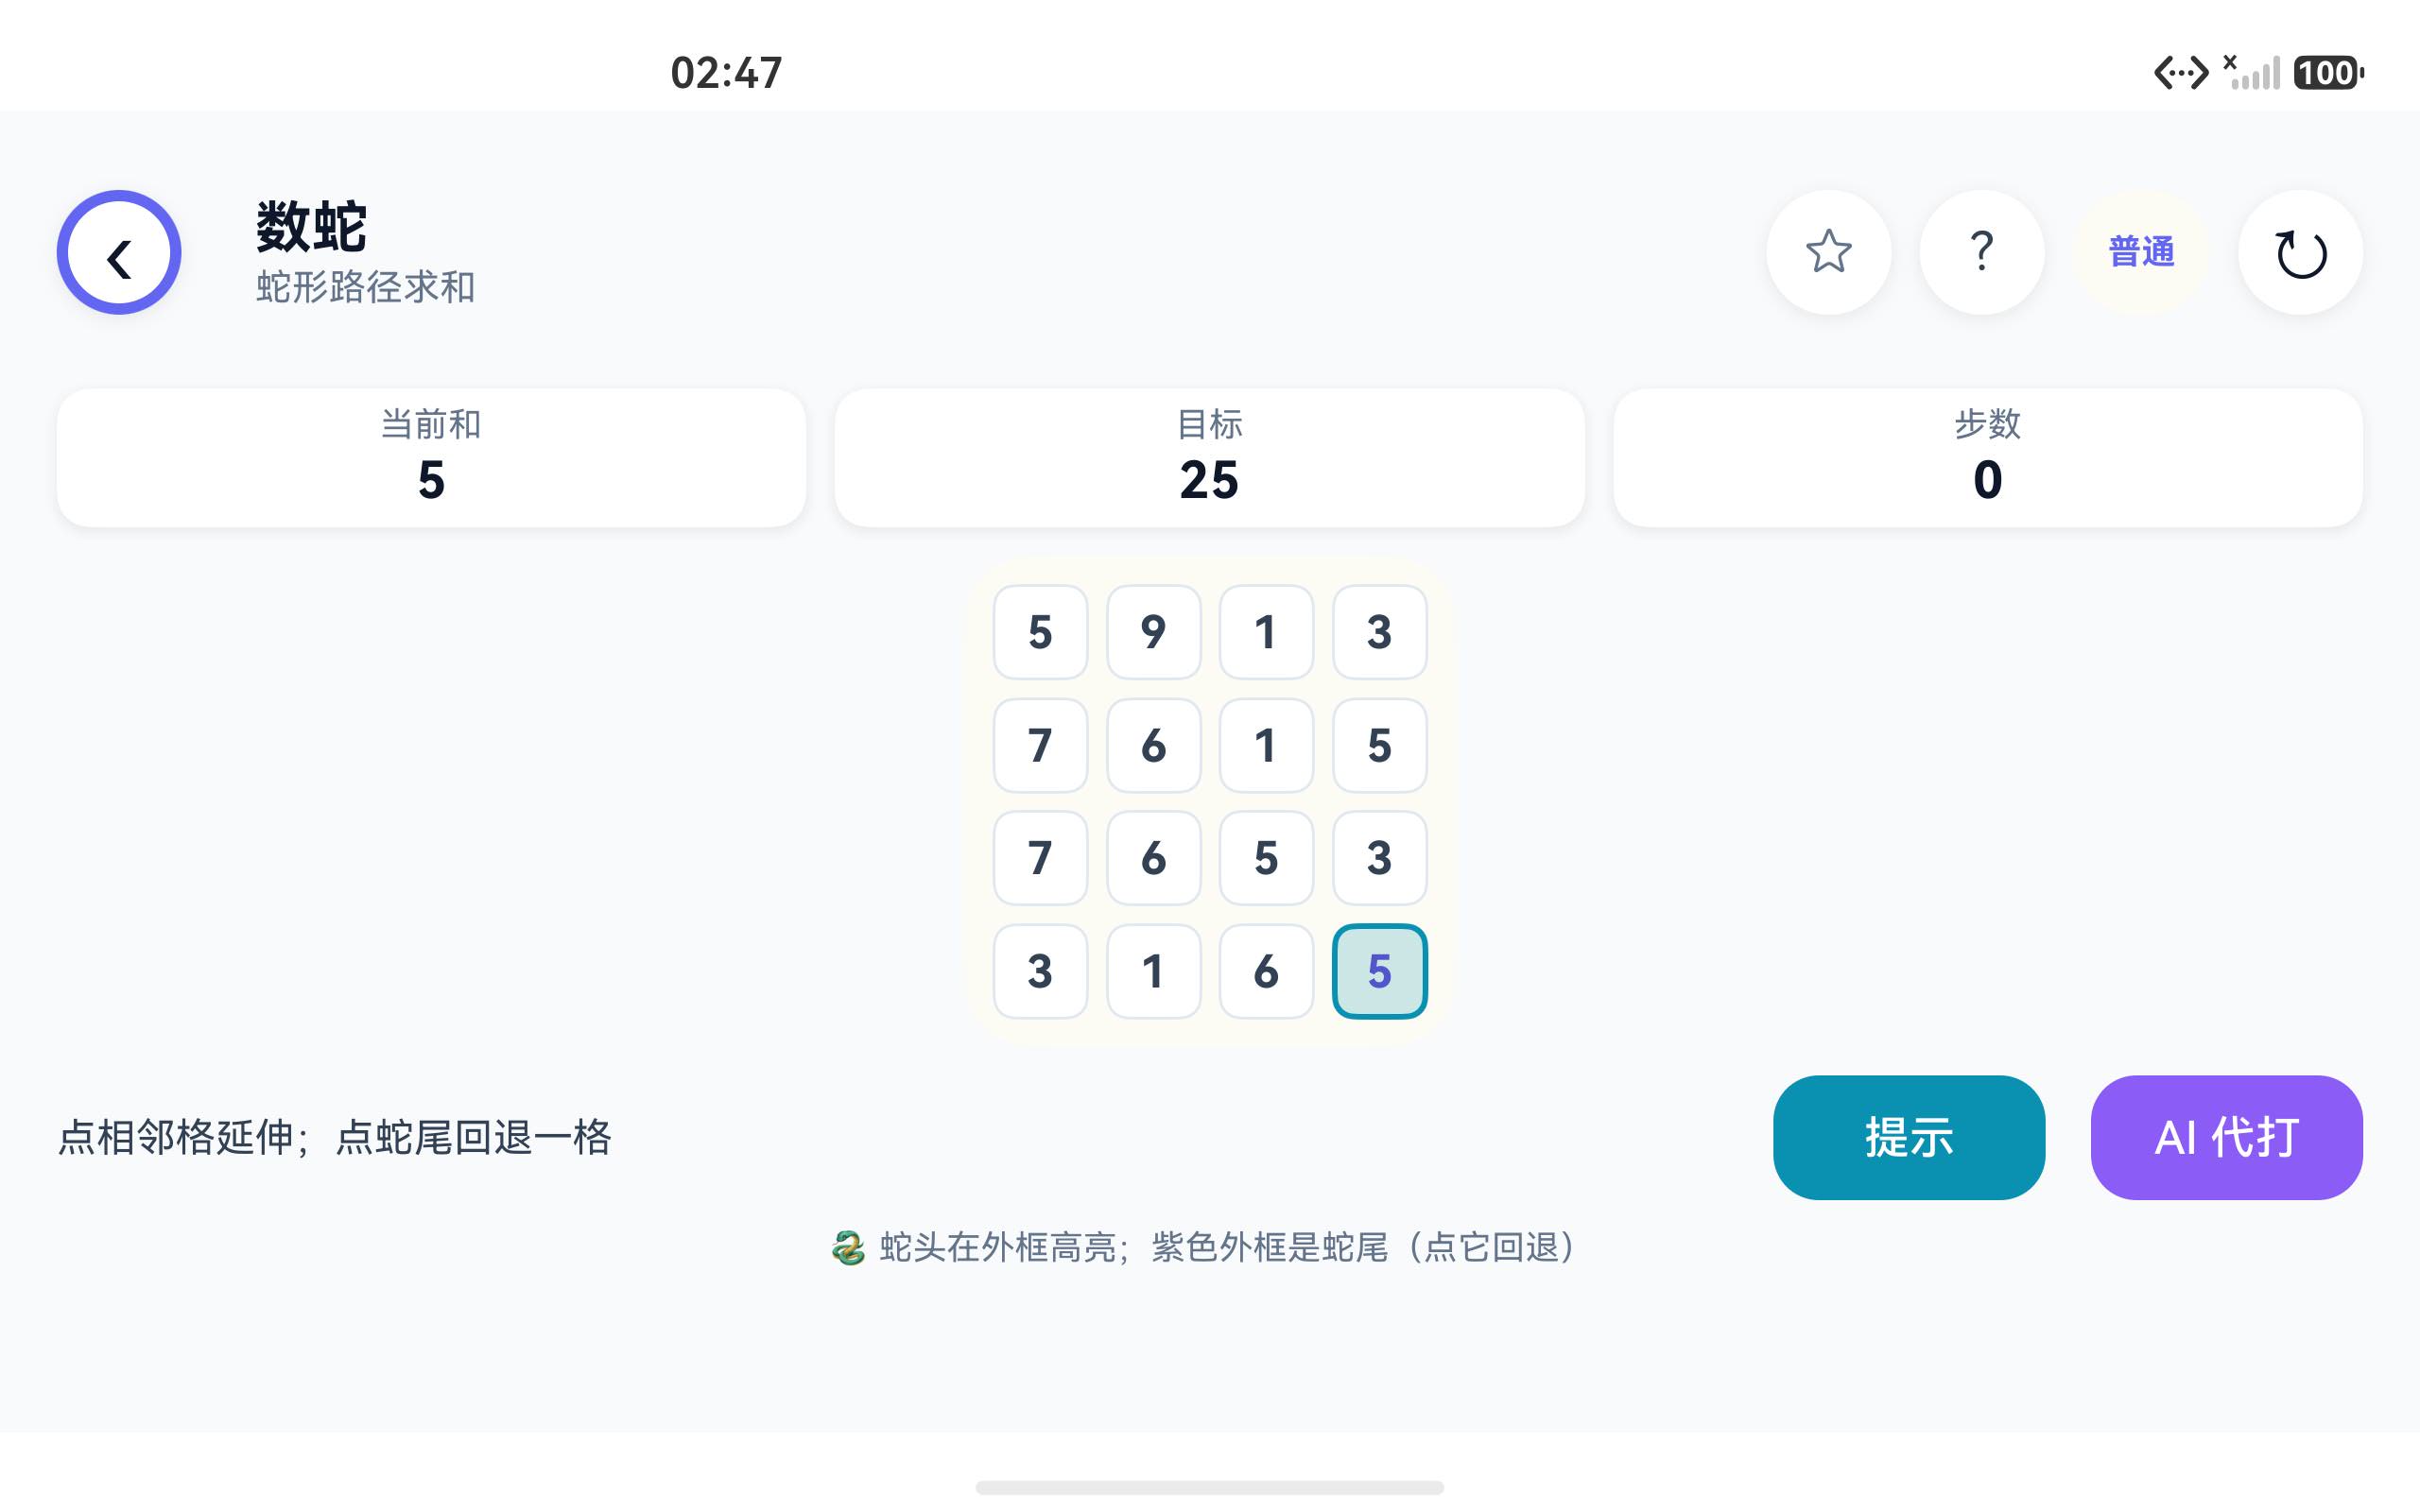 02:47
100
数蛇
蛇形路径求和
?
普通
当前和
5
目标
25
步数
0
5 9 1 3
7 6 1 5
7 6 5 3
3 1 6 5
点相邻格延伸；点蛇尾回退一格
提示
AI 代打
蛇头在外框高亮；紫色外框是蛇尾（点它回退）